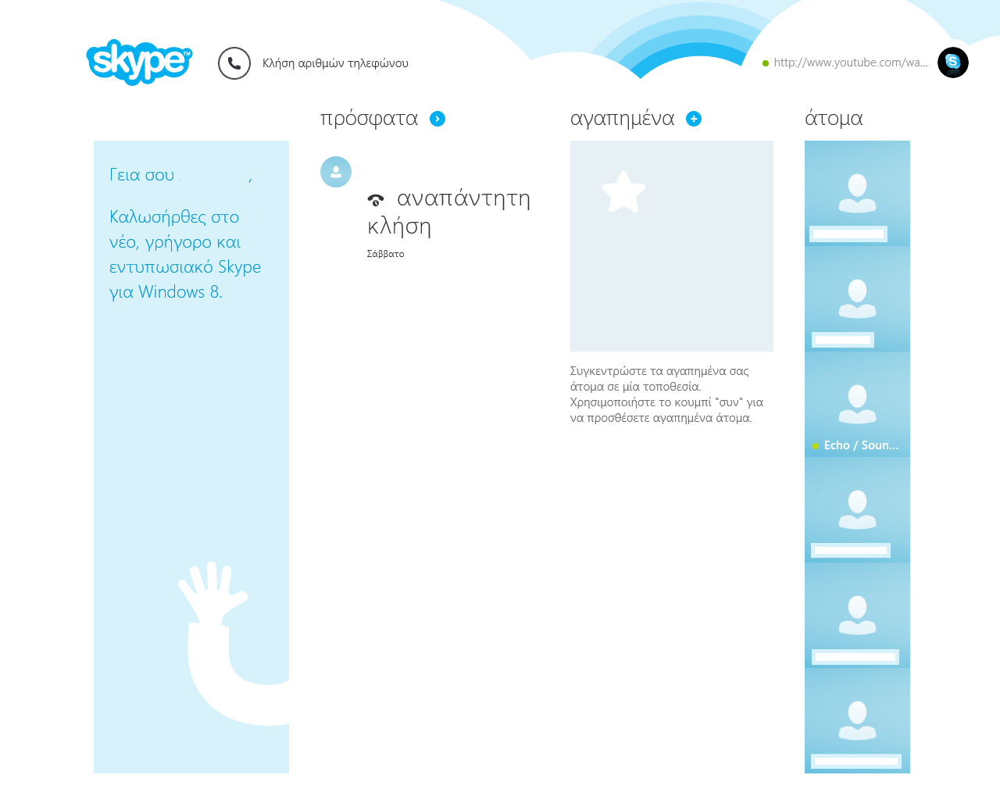 skype™
Κλήση αριθμών τηλεφώνου
http://www.youtube.com/wa...
πρόσφατα
αγαπημένα
άτομα
Γεια σου ,
Καλωσήρθες στο
νέο, γρήγορο και
εντυπωσιακό Skype
για Windows 8.
αναπάντητη
κλήση
Σάββατο
Συγκεντρώστε τα αγαπημένα σας
άτομα σε μία τοποθεσία.
Χρησιμοποιήστε το κουμπί "συν" για
να προσθέσετε αγαπημένα άτομα.
Echo / Soun...